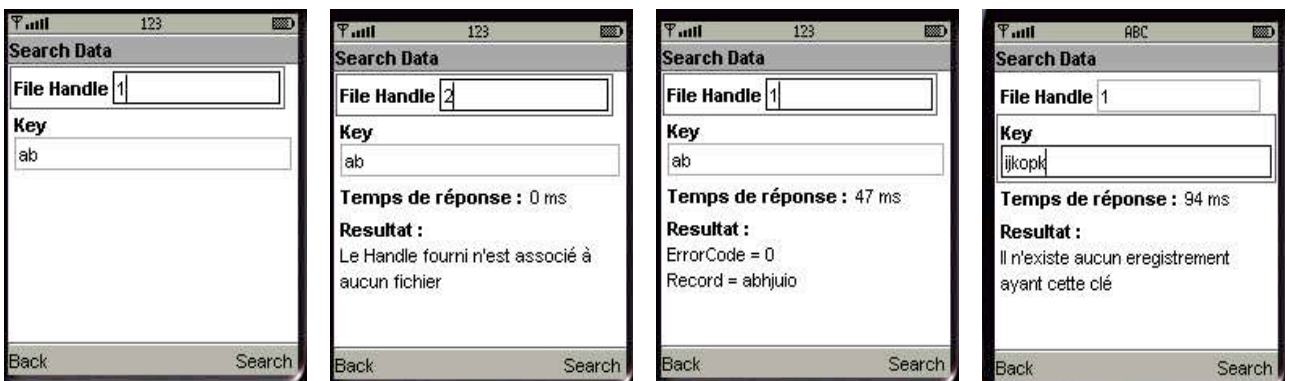 123
Search Data
File Handle 1
Key
ab
Back Search
123
Search Data
File Handle 2
Key
ab
Temps de réponse : 0 ms
Resultat :
Le Handle fourni n'est associé à
aucun fichier
Back Search
123
Search Data
File Handle 1
Key
ab
Temps de réponse : 47 ms
Resultat :
ErrorCode = 0
Record = abhjuio
Back Search
ABC
Search Data
File Handle 1
Key
ijkopk
Temps de réponse : 94 ms
Resultat :
Il n'existe aucun eregistrement
ayant cette clé
Back Search